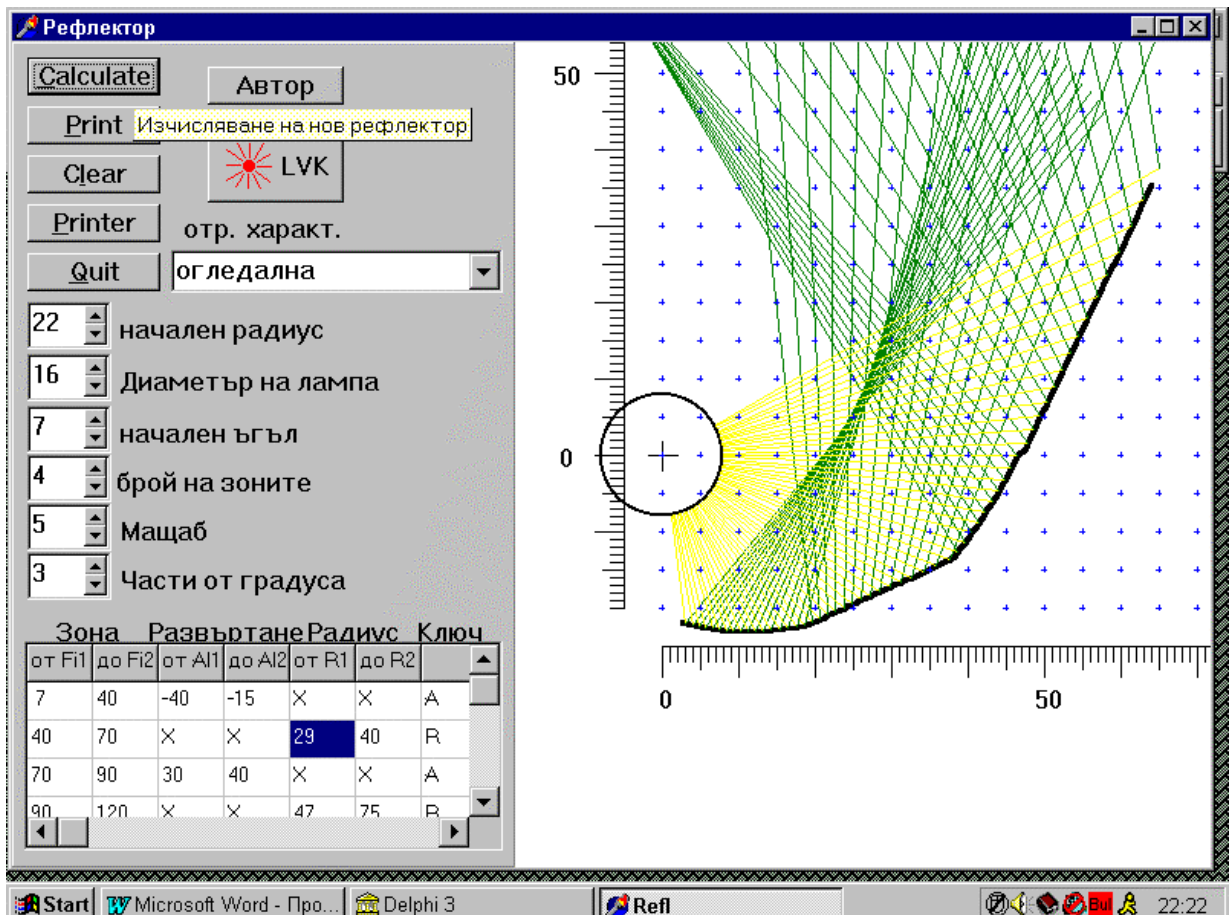 Рефлектор
Calculate
Автор
Print
Изчисляване на нов рефлектор
Clear
LVK
Printer
отр. характ.
Quit
огледална
22 начален радиус
16 Диаметър на лампа
7 начален ъгъл
4 брой на зоните
5 Мащаб
3 Части от градуса
Зона Развъртане Радиус Ключ
от Fi1 до Fi2 от Al1 до Al2 от R1 до R2
7 40 -40 -15 X X A
40 70 X X 29 40 R
70 90 30 40 X X A
90 120 X X 47 75 R
50
0
0 50
Start Microsoft Word - Про... Delphi 3 Refl Bul 22:22